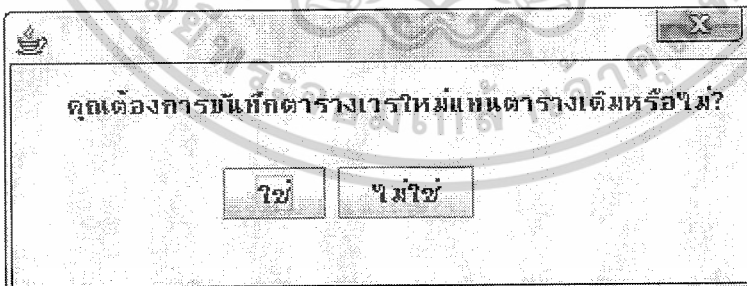 คุณต้องการบันทึกตารางเวรใหม่แทนตารางเดิมหรือไม่?
ใช่
ไม่ใช่